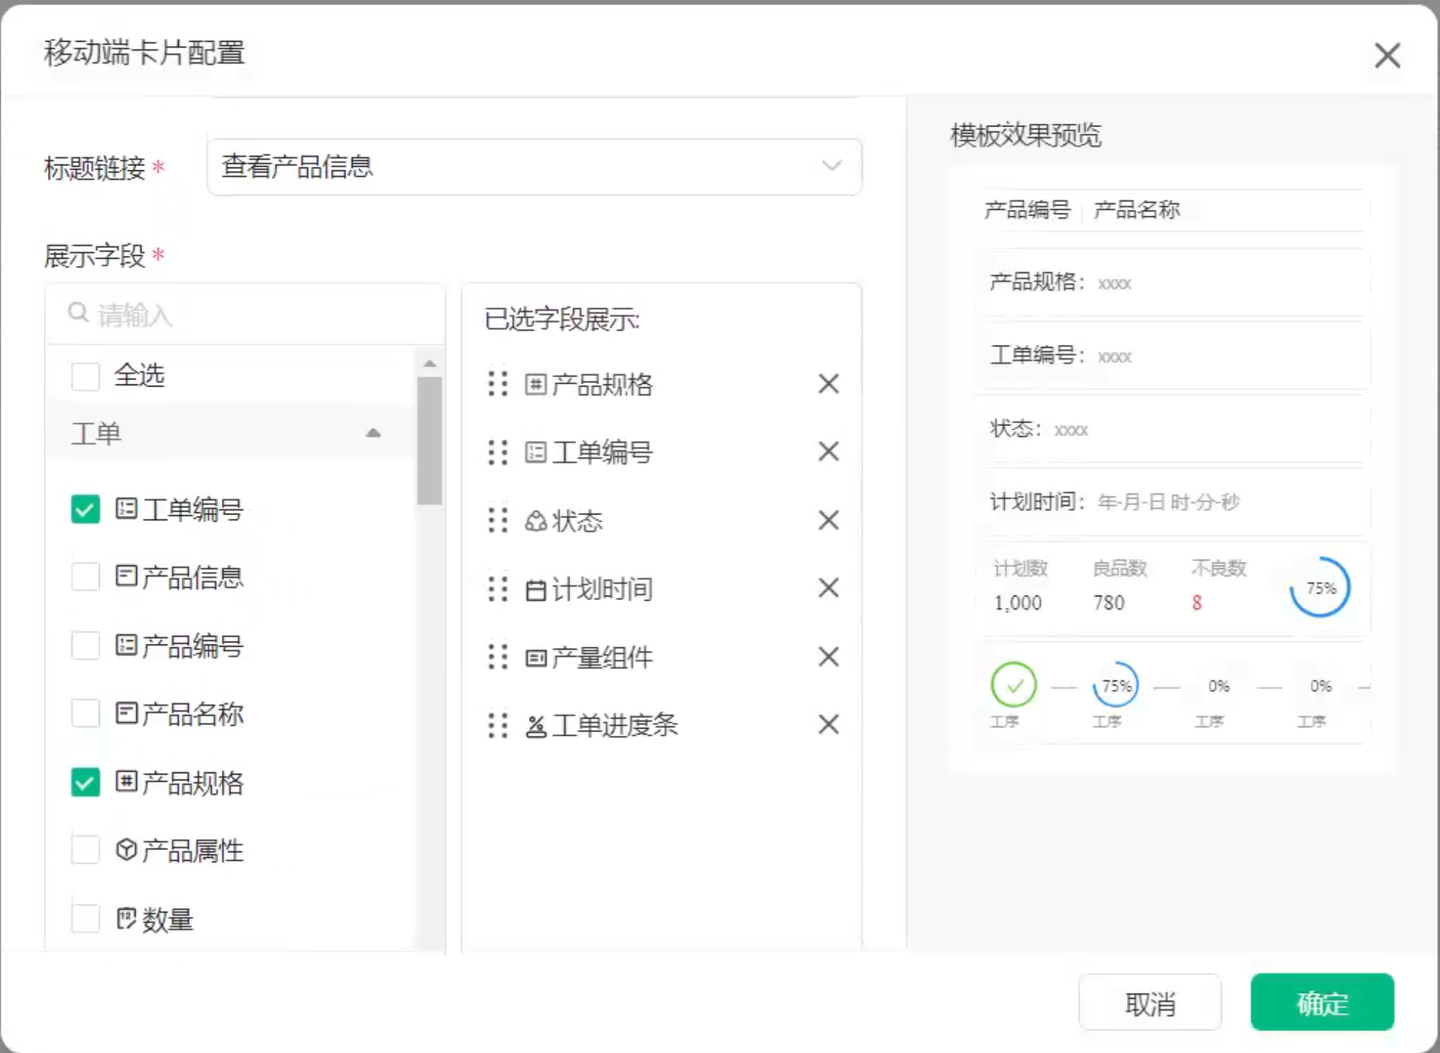 移动端卡片配置
标题链接 *
查看产品信息
展示字段 *
请输入
全选
工单
工单编号
产品信息
产品编号
产品名称
产品规格
产品属性
数量
已选字段展示:
产品规格
工单编号
状态
计划时间
产量组件
工单进度条
模板效果预览
产品编号 产品名称
产品规格: xxxx
工单编号: xxxx
状态: xxxx
计划时间: 年-月-日 时-分-秒
计划数 良品数 不良数
1,000 780 8 75%
75% 0% 0%
工序 工序 工序 工序
取消 确定